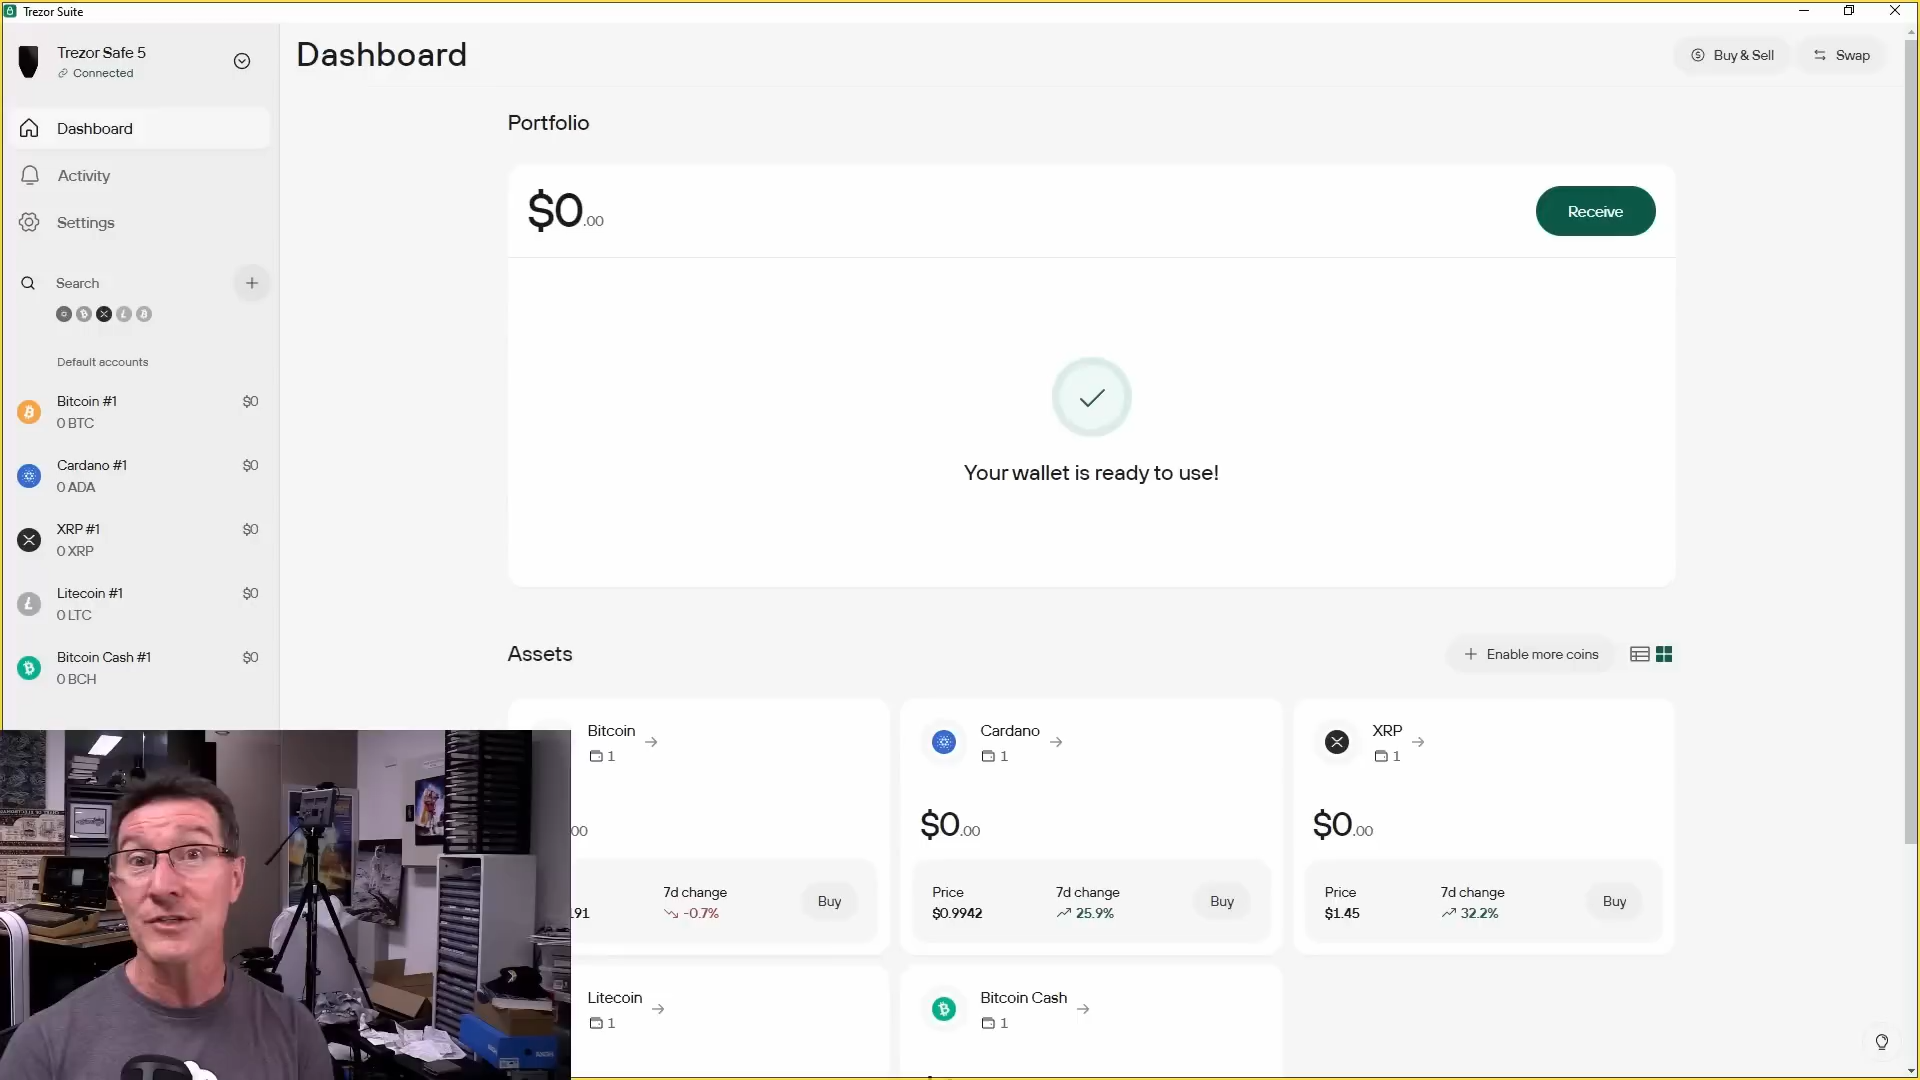 Trezor Suite
Trezor Safe 5
Connected
Dashboard
Activity
Settings
Search
Default accounts
Bitcoin #1
$0
0 BTC
Cardano #1
$0
0 ADA
XRP #1
$0
0 XRP
Litecoin #1
$0
0 LTC
Bitcoin Cash #1
$0
0 BCH
Dashboard
Buy & Sell
Swap
Portfolio
$0.00
Receive
Your wallet is ready to use!
Assets
Enable more coins
Bitcoin
1
00
7d change
191
-0.7%
Buy
Cardano
1
$0.00
Price
7d change
$0.9942
25.9%
Buy
XRP
1
$0.00
Price
7d change
$1.45
32.2%
Buy
Litecoin
1
Bitcoin Cash
1